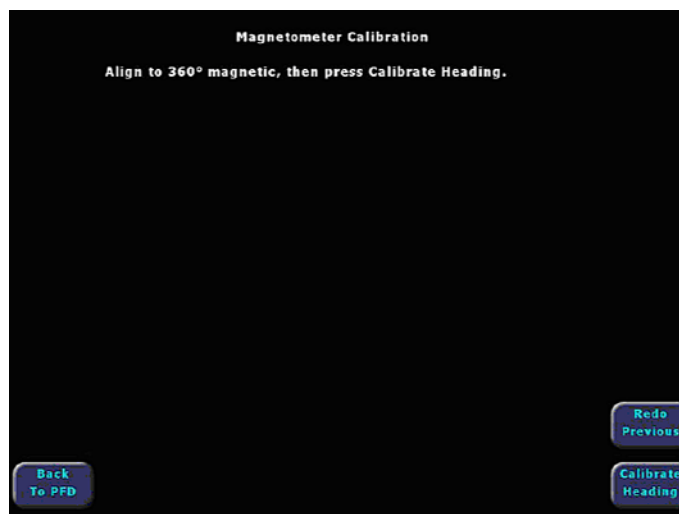 Magnetometer Calibration
Align to 360° magnetic, then press Calibrate Heading.
Redo
Previous
Back
To PFD
Calibrate
Heading